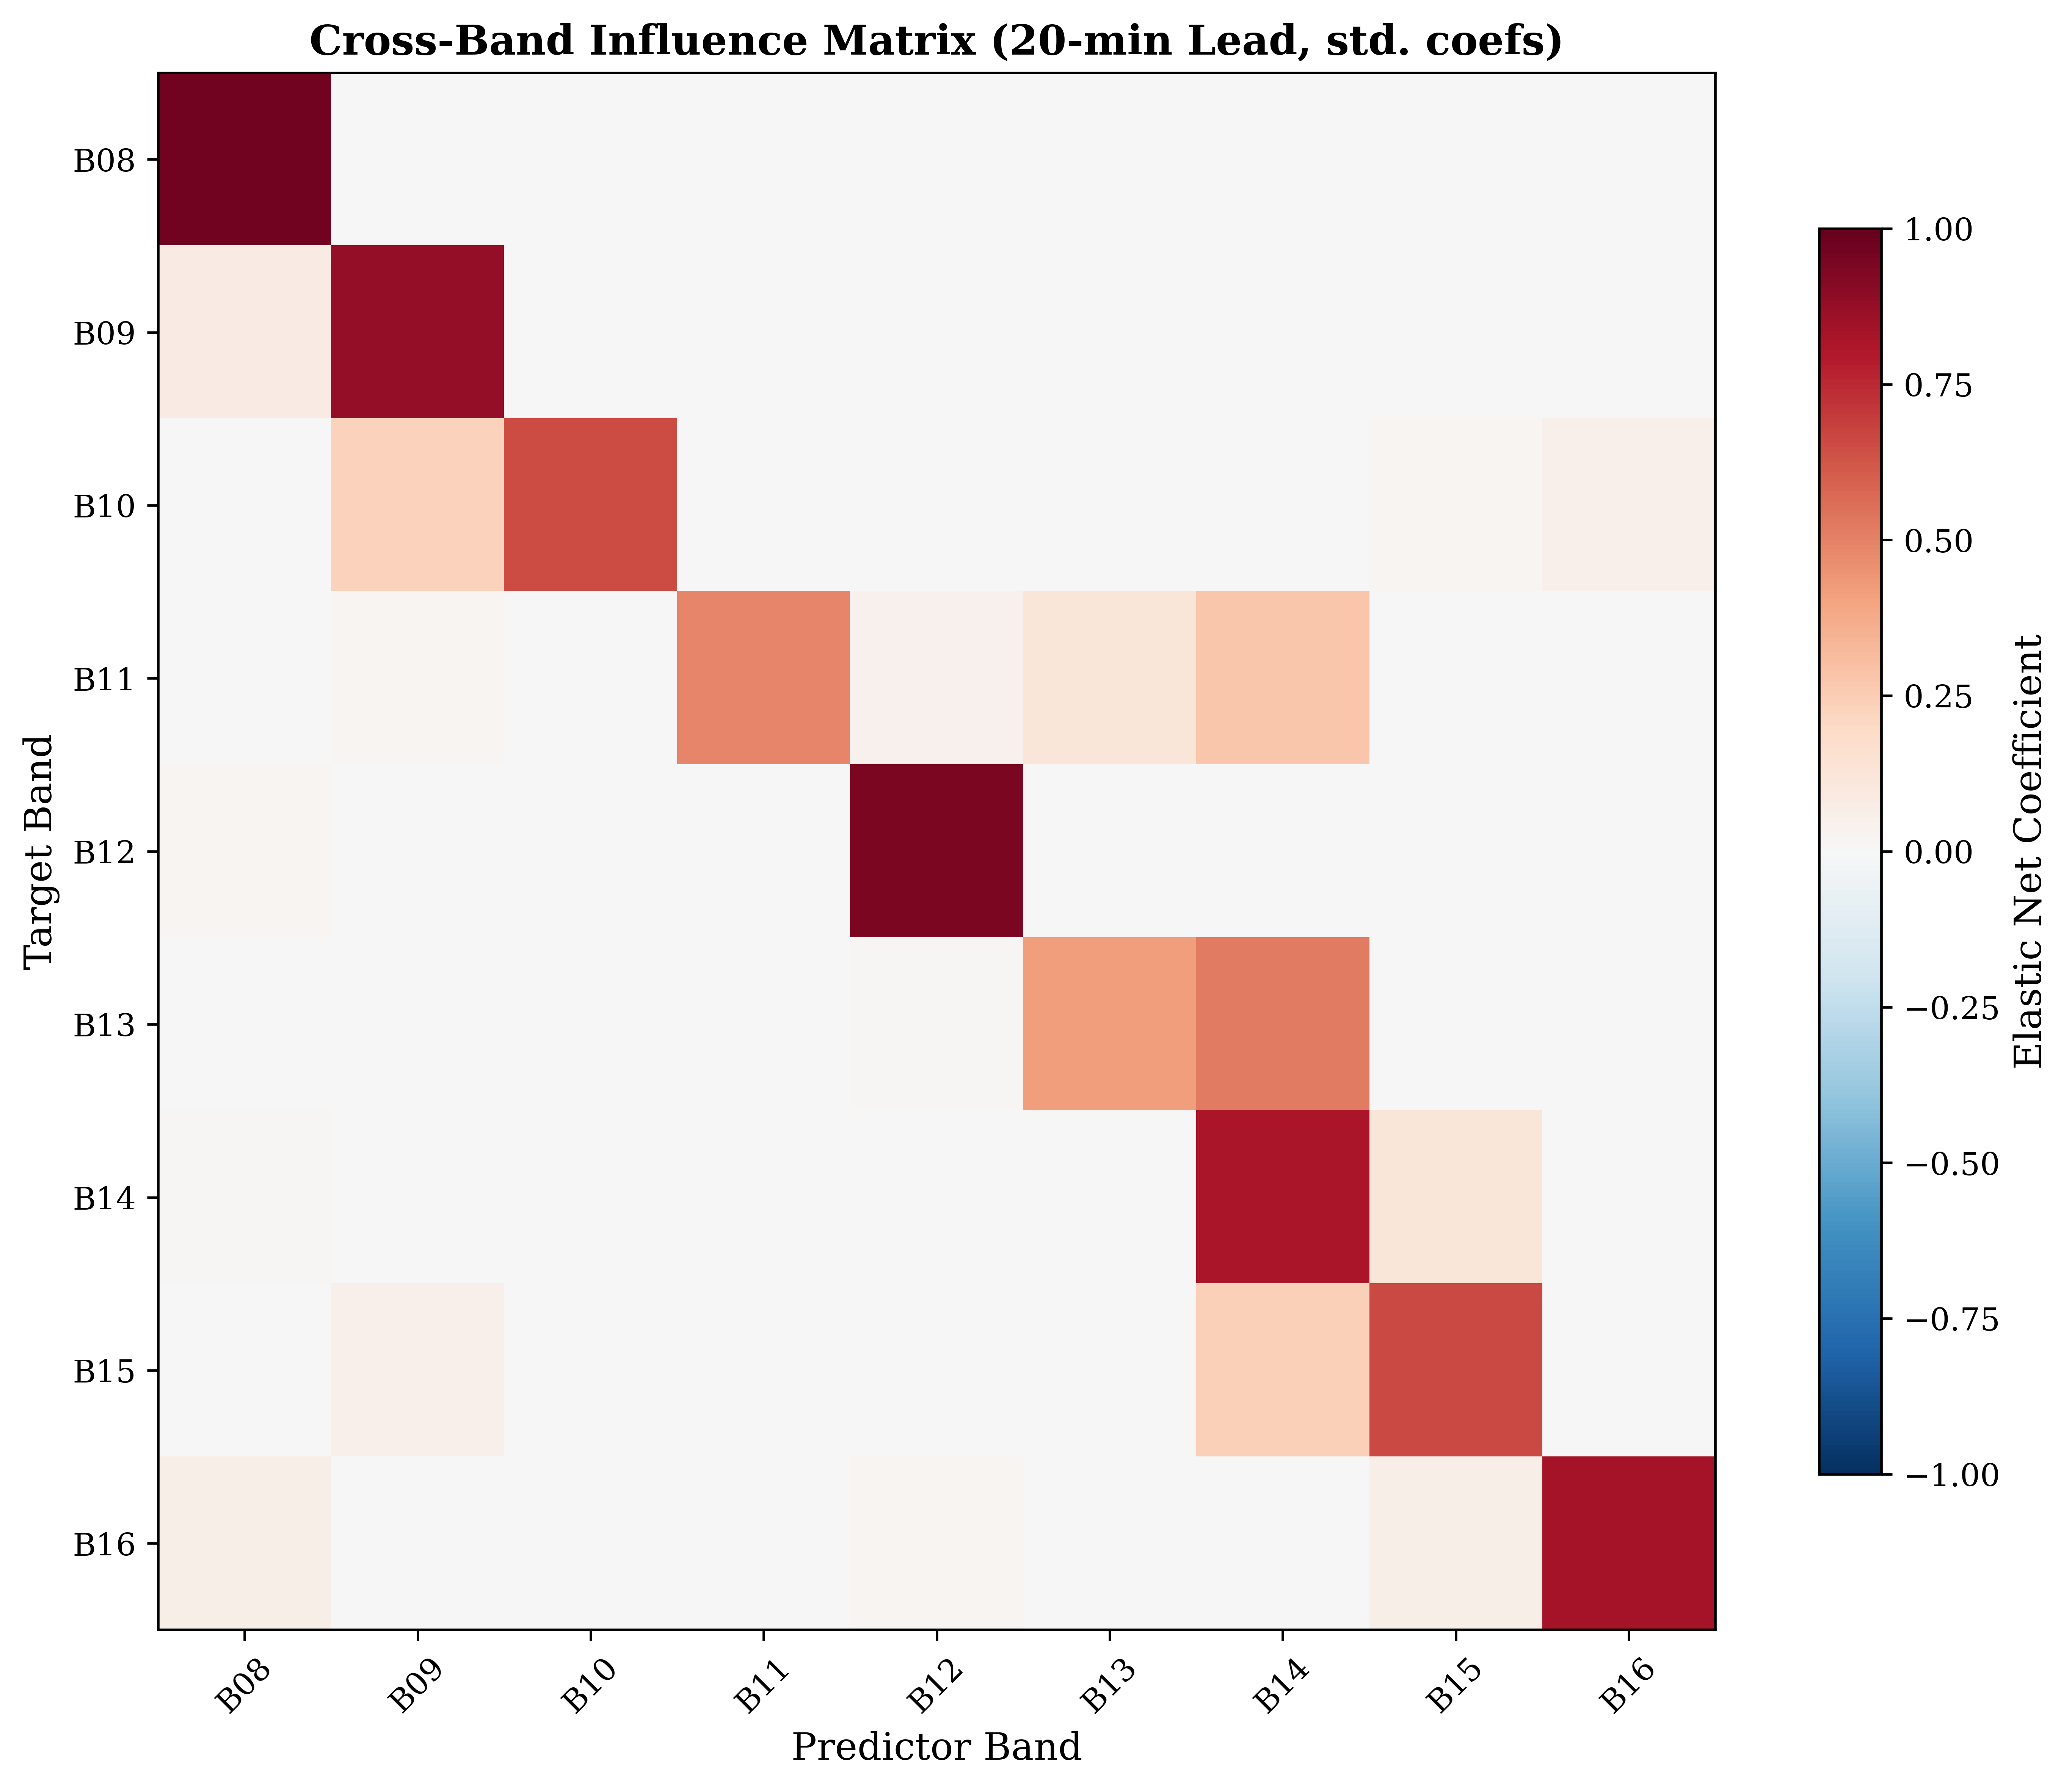 Cross-Band Influence Matrix (20-min Lead, std. coefs)
Target Band
B08
B09
B10
B11
B12
B13
B14
B15
B16
B08
B09
B10
B11
B12
B13
B14
B15
B16
Predictor Band
1.00
0.75
0.50
0.25
0.00
−0.25
−0.50
−0.75
−1.00
Elastic Net Coefficient